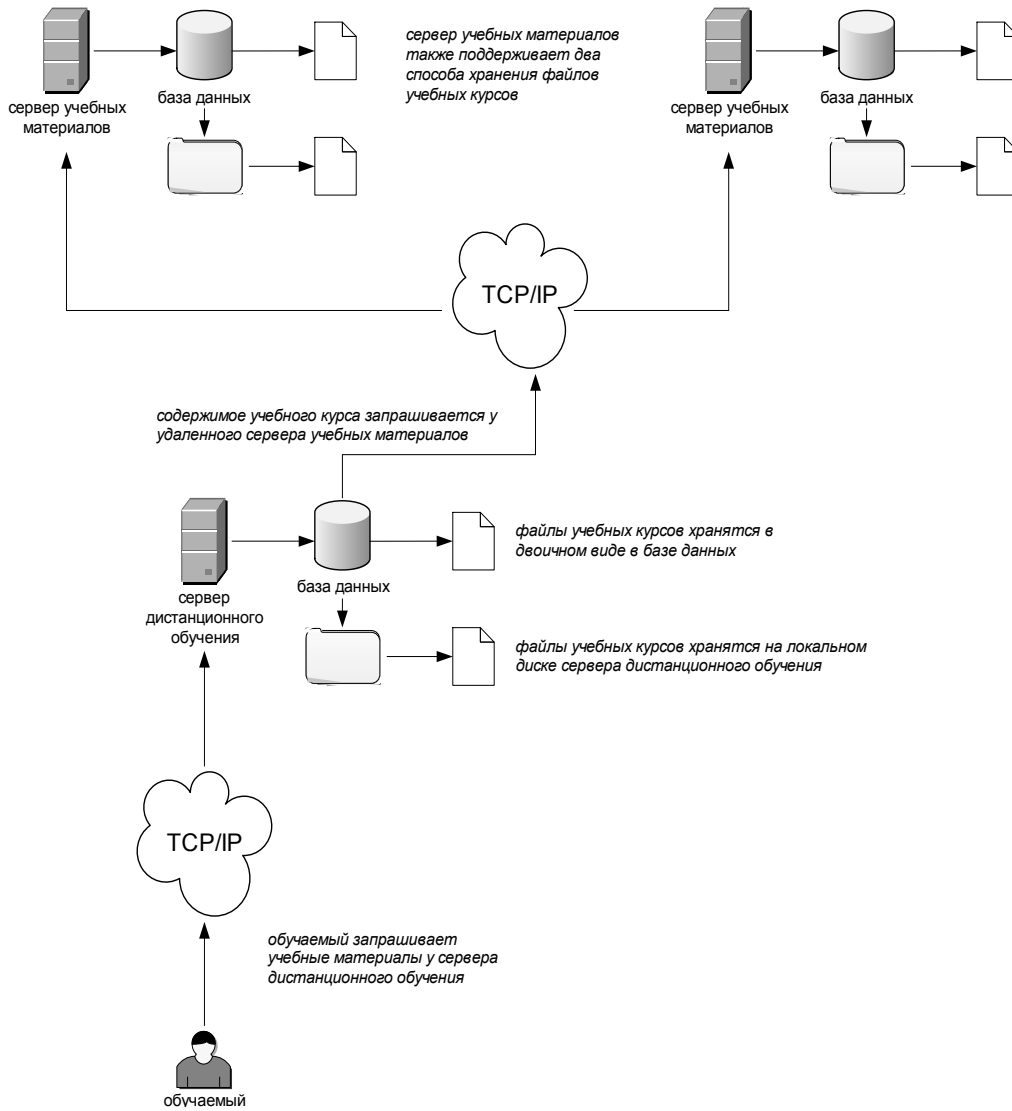 сервер учебных материалов
также поддерживает два
способа хранения файлов
учебных курсов
сервер учебных
материалов
база данных
сервер учебных
материалов
база данных
TCP/IP
содержимое учебного курса запрашивается у
удаленного сервера учебных материалов
файлы учебных курсов хранятся в
двоичном виде в базе данных
база данных
сервер
дистанционного
обучения
файлы учебных курсов хранятся на локальном
диске сервера дистанционного обучения
TCP/IP
обучаемый запрашивает
учебные материалы у сервера
дистанционного обучения
обучаемый